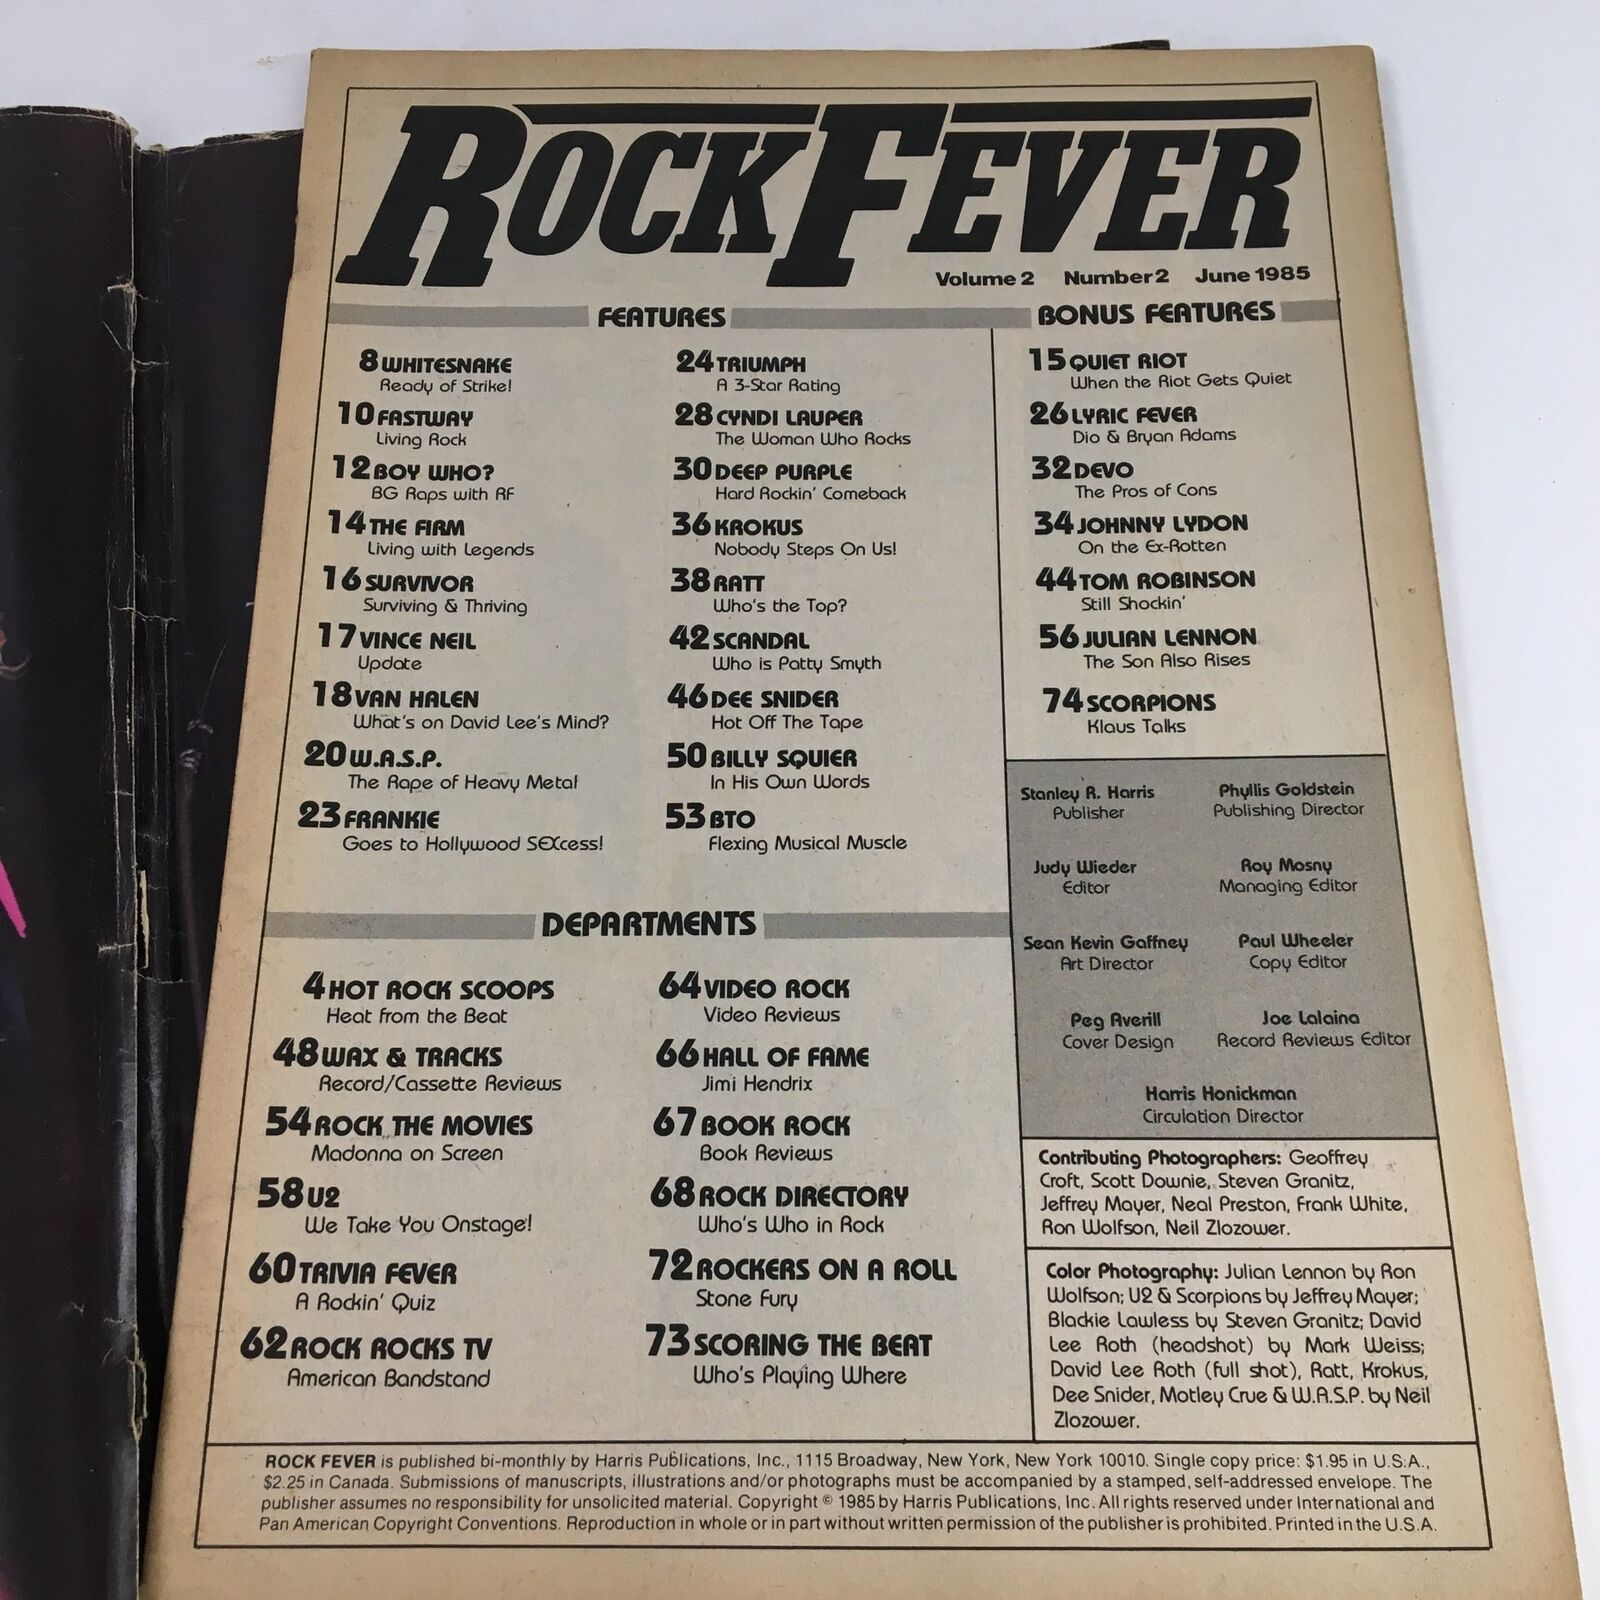 ROCK FEVER
Volume 2 Number 2 June 1985
FEATURES
8 WHITESNAKE
Ready of Strike!
10 FASTWAY
Living Rock
12 BOY WHO?
BG Raps with RF
14 THE FIRM
Living with Legends
16 SURVIVOR
Surviving & Thriving
17 VINCE NEIL
Update
18 VAN HALEN
What's on David Lee's Mind?
20 W.A.S.P.
The Rape of Heavy Metal
23 FRANKIE
Goes to Hollywood SEXcess!
24 TRIUMPH
A 3-Star Rating
28 CYNDI LAUPER
The Woman Who Rocks
30 DEEP PURPLE
Hard Rockin' Comeback
36 KROKUS
Nobody Steps On Us!
38 RATT
Who's the Top?
42 SCANDAL
Who is Patty Smyth
46 DEE SNIDER
Hot Off The Tape
50 BILLY SQUIER
In His Own Words
53 BTO
Flexing Musical Muscle
BONUS FEATURES
15 QUIET RIOT
When the Riot Gets Quiet
26 LYRIC FEVER
Dio & Bryan Adams
32 DEVO
The Pros of Cons
34 JOHNNY LYDON
On the Ex-Rotten
44 TOM ROBINSON
Still Shockin'
56 JULIAN LENNON
The Son Also Rises
74 SCORPIONS
Klaus Talks
DEPARTMENTS
4 HOT ROCK SCOOPS
Heat from the Beat
48 WAX & TRACKS
Record/Cassette Reviews
54 ROCK THE MOVIES
Madonna on Screen
58 U2
We Take You Onstage!
60 TRIVIA FEVER
A Rockin' Quiz
62 ROCK ROCKS TV
American Bandstand
64 VIDEO ROCK
Video Reviews
66 HALL OF FAME
Jimi Hendrix
67 BOOK ROCK
Book Reviews
68 ROCK DIRECTORY
Who's Who in Rock
72 ROCKERS ON A ROLL
Stone Fury
73 SCORING THE BEAT
Who's Playing Where
Stanley R. Harris
Publisher
Phyllis Goldstein
Publishing Director
Judy Wieder
Editor
Roy Mosny
Managing Editor
Sean Kevin Gaffney
Art Director
Paul Wheeler
Copy Editor
Peg Averill
Cover Design
Joe Lalaina
Record Reviews Editor
Harris Honickman
Circulation Director
Contributing Photographers: Geoffrey
Croft, Scott Downie, Steven Granitz,
Jeffrey Mayer, Neal Preston, Frank White,
Ron Wolfson, Neil Zlozower.
Color Photography: Julian Lennon by Ron
Wolfson; U2 & Scorpions by Jeffrey Mayer;
Blackie Lawless by Steven Granitz; David
Lee Roth (headshot) by Mark Weiss;
David Lee Roth (full shot), Ratt, Krokus,
Dee Snider, Motley Crue & W.A.S.P. by Neil
Zlozower.
ROCK FEVER is published bi-monthly by Harris Publications, Inc., 1115 Broadway, New York, New York 10010. Single copy price: $1.95 in U.S.A.,
$2.25 in Canada. Submissions of manuscripts, illustrations and/or photographs must be accompanied by a stamped, self-addressed envelope. The
publisher assumes no responsibility for unsolicited material. Copyright © 1985 by Harris Publications, Inc. All rights reserved under International and
Pan American Copyright Conventions. Reproduction in whole or in part without written permission of the publisher is prohibited. Printed in the U.S.A.